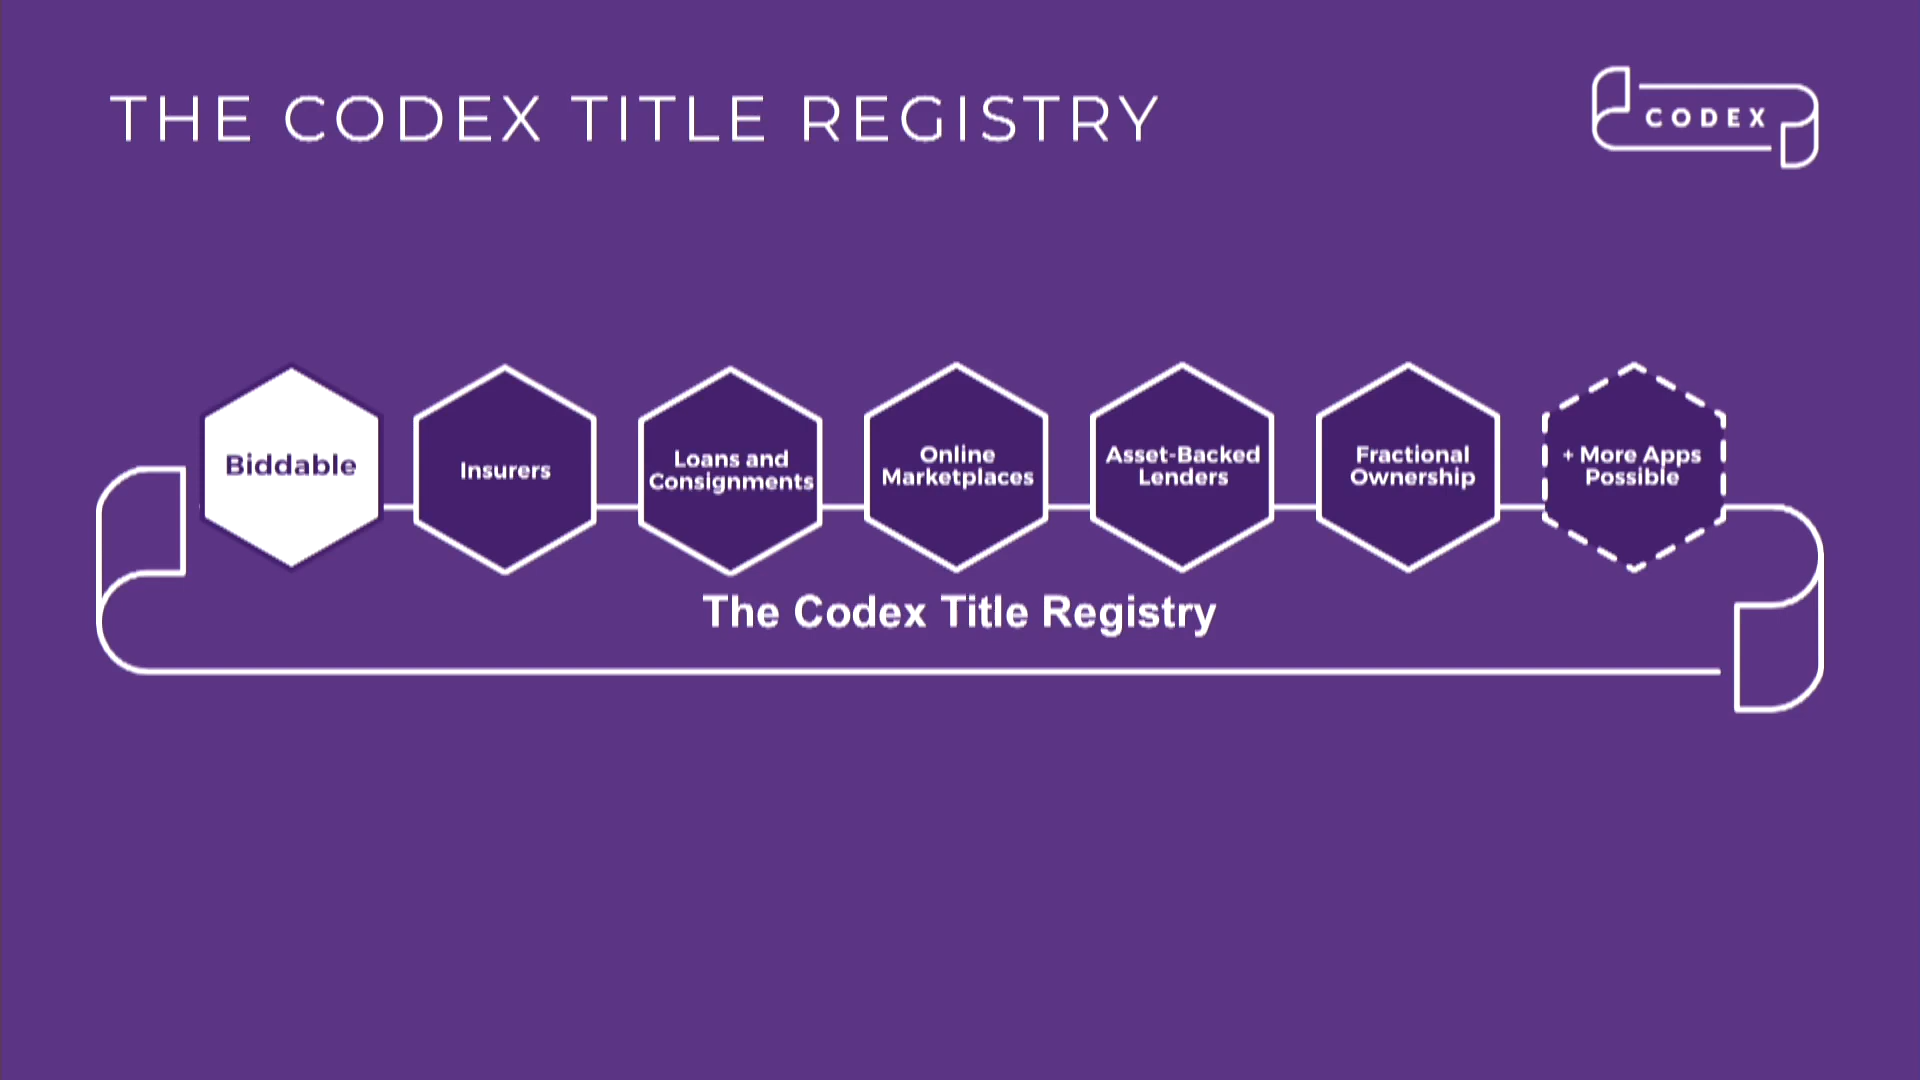 THE CODEX TITLE REGISTRY
CODEX
Biddable
Insurers
Loans and
Consignments
Online
Marketplaces
Asset-Backed
Lenders
Fractional
Ownership
+ More Apps
Possible
The Codex Title Registry